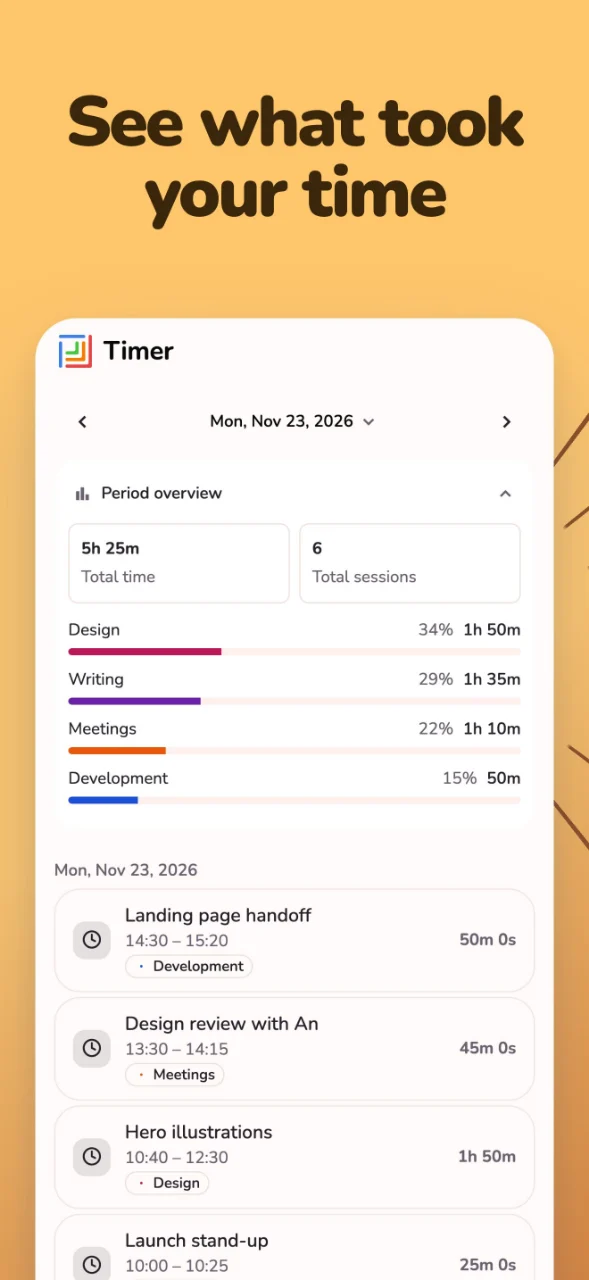 See what took
your time
Timer
Mon, Nov 23, 2026
Period overview
5h 25m
Total time
6
Total sessions
Design 34% 1h 50m
Writing 29% 1h 35m
Meetings 22% 1h 10m
Development 15% 50m
Mon, Nov 23, 2026
Landing page handoff
14:30 – 15:20
50m 0s
Development
Design review with An
13:30 – 14:15
45m 0s
Meetings
Hero illustrations
10:40 – 12:30
1h 50m
Design
Launch stand-up
10:00 – 10:25
25m 0s